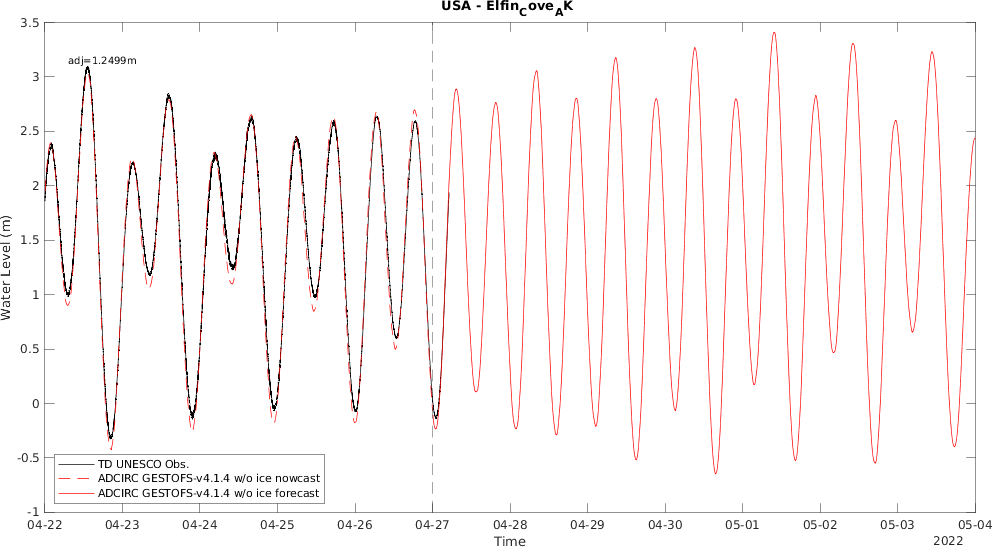 USA - Elfin_Cove_AK
3.5
3
2.5
2
1.5
1
0.5
0
-0.5
-1
Water Level (m)
adj=1.2499m
TD UNESCO Obs.
ADCIRC GESTOFS-v4.1.4 w/o ice nowcast
ADCIRC GESTOFS-v4.1.4 w/o ice forecast
04-22 04-23 04-24 04-25 04-26 04-27 04-28 04-29 04-30 05-01 05-02 05-03 05-04
Time
2022